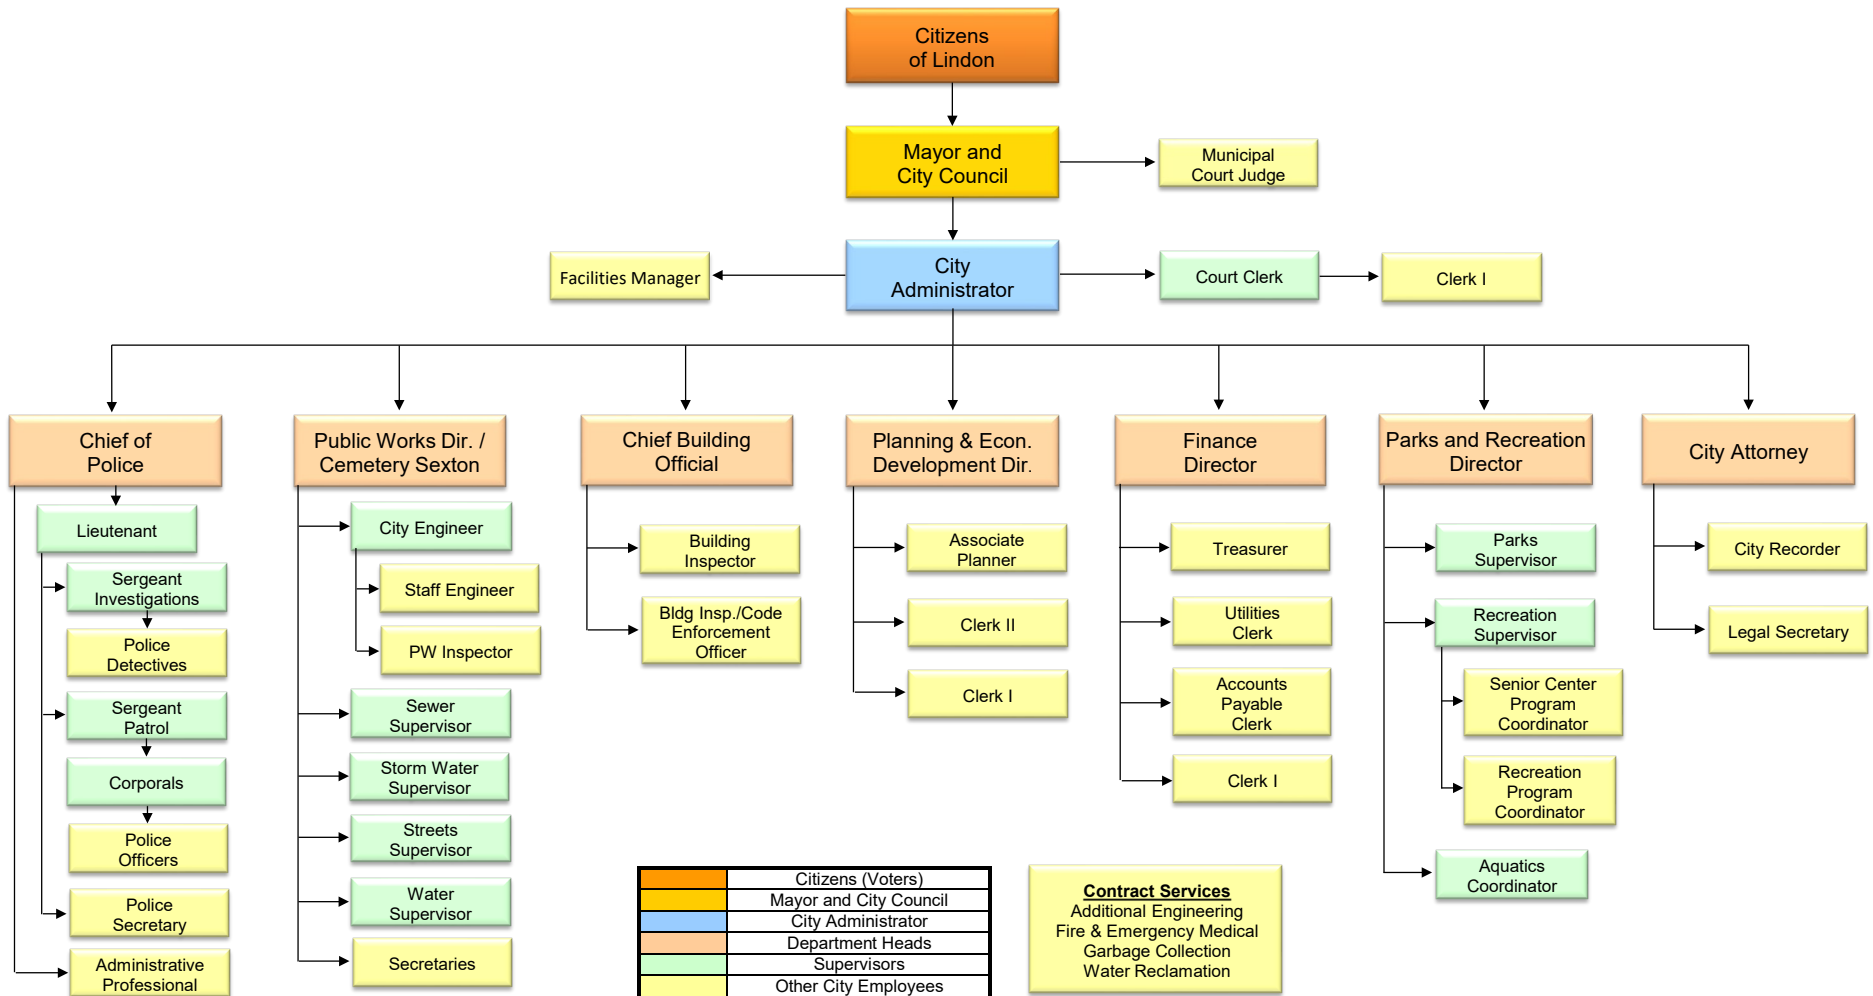 Citizens
of Lindon
Mayor and
City Council
Municipal
Court Judge
Facilities Manager
City
Administrator
Court Clerk
Clerk I
Chief of
Police
Public Works Dir. /
Cemetery Sexton
Chief Building
Official
Planning & Econ.
Development Dir.
Finance
Director
Parks and Recreation
Director
City Attorney
Lieutenant
Sergeant
Investigations
Police
Detectives
Sergeant
Patrol
Corporals
Police
Officers
Police
Secretary
Administrative
Professional
City Engineer
Staff Engineer
PW Inspector
Sewer
Supervisor
Storm Water
Supervisor
Streets
Supervisor
Water
Supervisor
Secretaries
Building
Inspector
Bldg Insp./Code
Enforcement
Officer
Associate
Planner
Clerk II
Clerk I
Treasurer
Utilities
Clerk
Accounts
Payable
Clerk
Clerk I
Parks
Supervisor
Recreation
Supervisor
Senior Center
Program
Coordinator
Recreation
Program
Coordinator
Aquatics
Coordinator
City Recorder
Legal Secretary
Citizens (Voters)
Mayor and City Council
City Administrator
Department Heads
Supervisors
Other City Employees
Contract Services
Additional Engineering
Fire & Emergency Medical
Garbage Collection
Water Reclamation